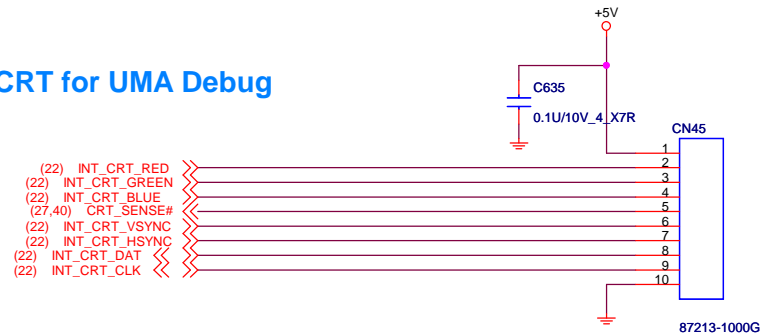 +5V
CRT for UMA Debug
C635
0.1U/10V_4_X7R
CN45
1
(22) INT_CRT_RED 2
(22) INT_CRT_GREEN 3
(22) INT_CRT_BLUE 4
(27,40) CRT_SENSE# 5
(22) INT_CRT_VSYNC 6
(22) INT_CRT_HSYNC 7
(22) INT_CRT_DAT 8
(22) INT_CRT_CLK 9
10
87213-1000G